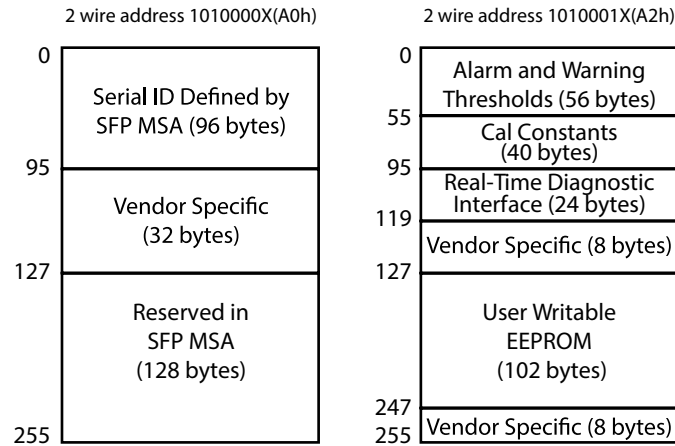 2 wire address 1010000X(A0h)
0
Serial ID Defined by
SFP MSA (96 bytes)
95
Vendor Specific
(32 bytes)
127
Reserved in
SFP MSA
(128 bytes)
255
2 wire address 1010001X(A2h)
0
Alarm and Warning
Thresholds (56 bytes)
55
Cal Constants
(40 bytes)
95
Real-Time Diagnostic
Interface (24 bytes)
119
Vendor Specific (8 bytes)
127
User Writable
EEPROM
(102 bytes)
247
Vendor Specific (8 bytes)
255